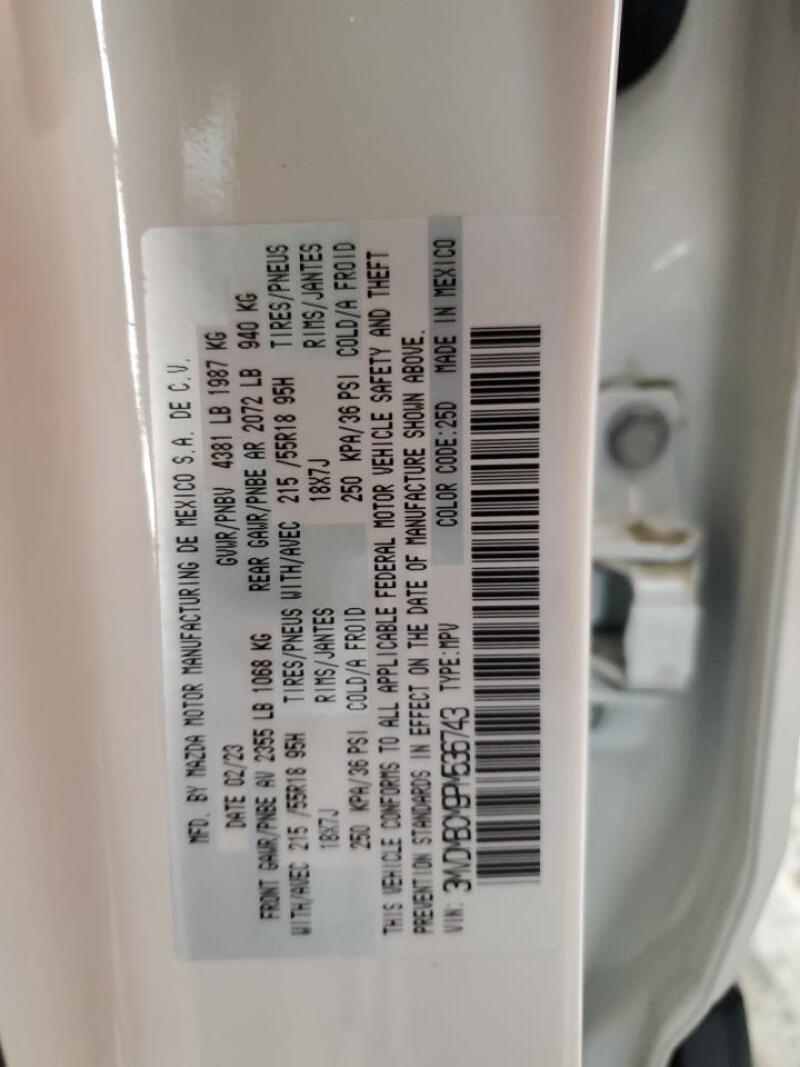 MFD. BY MAZDA MOTOR MANUFACTURING DE MEXICO S.A. DE C.V.
DATE 02/23 GVWR/PNBV 4381 LB 1987 KG
FRONT GAWR/PNBE AV 2355 LB 1068 KG REAR GAWR/PNBE AR 2072 LB 940 KG
WITH/AVEC 215 /55R18 95H TIRES/PNEUS WITH/AVEC 215 /55R18 95H TIRES/PNEUS
18X7J RIMS/JANTES 18X7J RIMS/JANTES
250 KPA/36 PSI COLD/A FROID 250 KPA/36 PSI COLD/A FROID
THIS VEHICLE CONFORMS TO ALL APPLICABLE FEDERAL MOTOR VEHICLE SAFETY AND THEFT
PREVENTION STANDARDS IN EFFECT ON THE DATE OF MANUFACTURE SHOWN ABOVE.
VIN: 3MVDMBCM9PM536743 TYPE:MPV COLOR CODE:25D MADE IN MEXICO